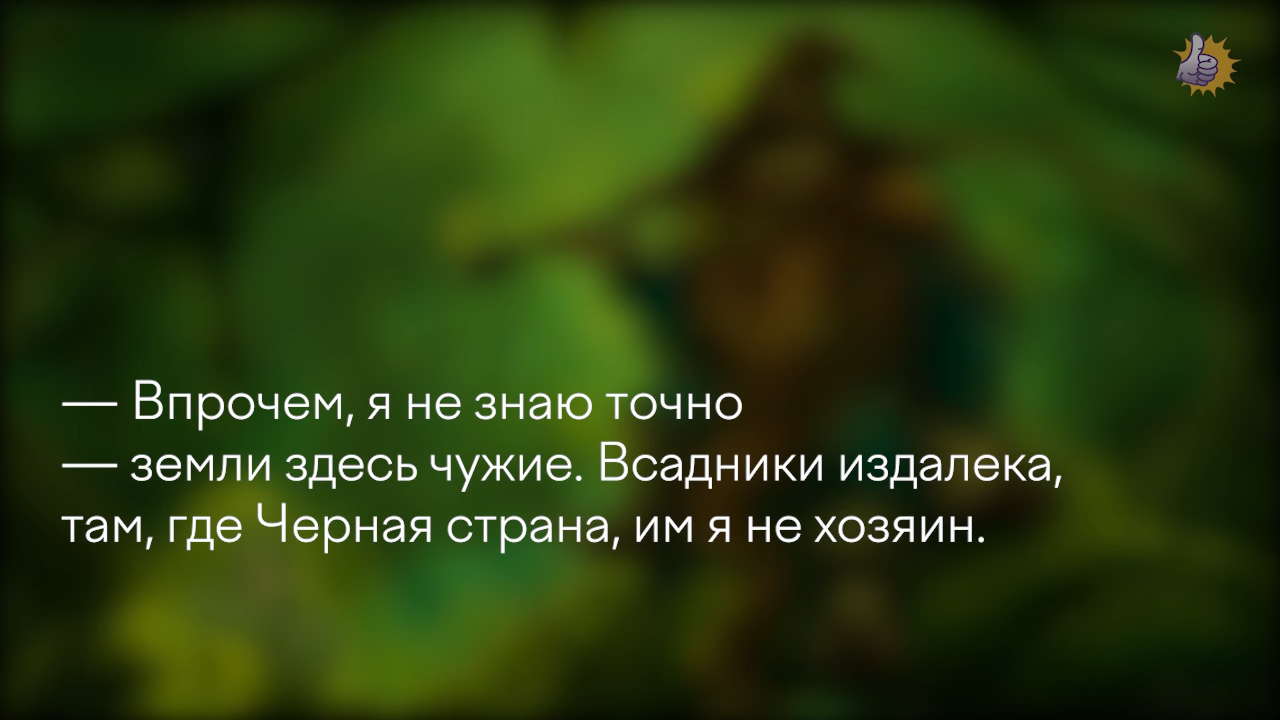 — Впрочем, я не знаю точно
— земли здесь чужие. Всадники издалека,
там, где Черная страна, им я не хозяин.